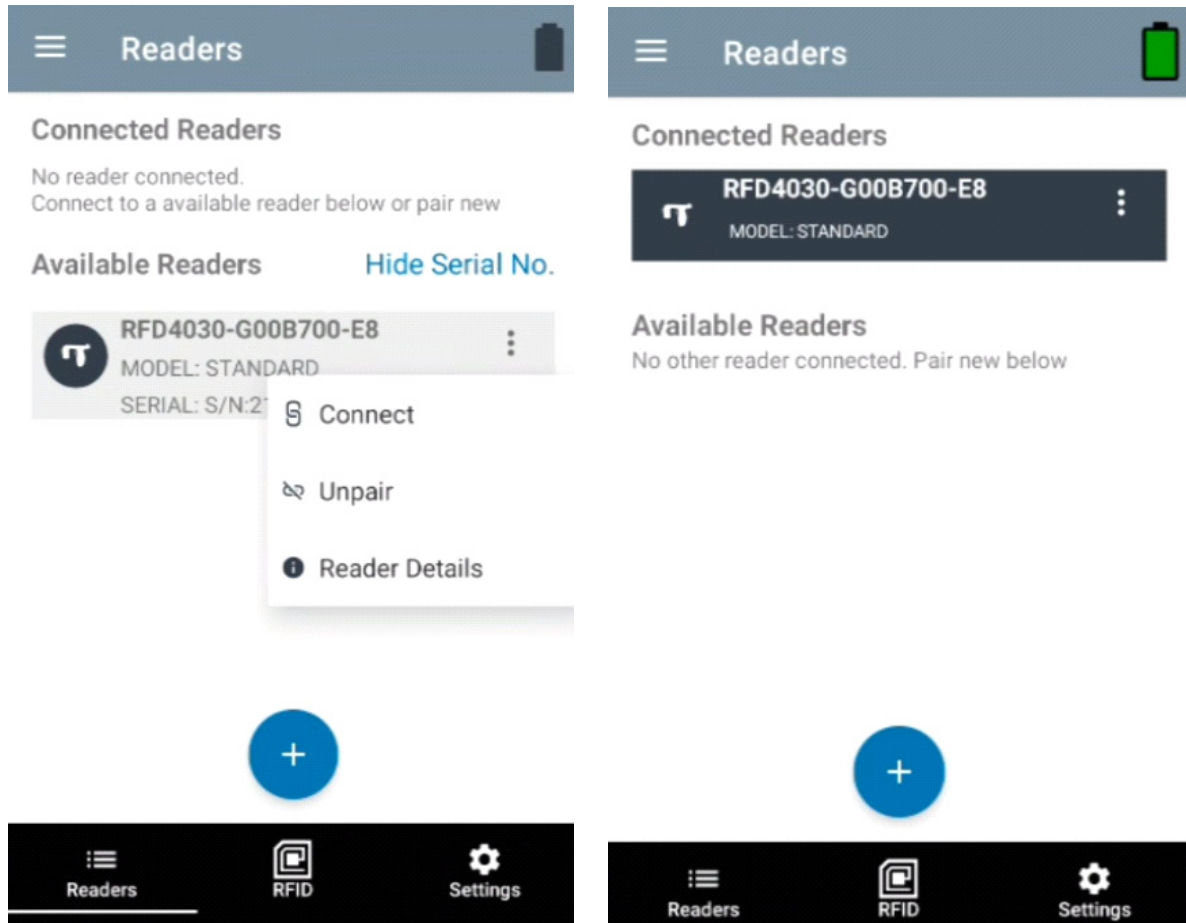 Readers
Connected Readers
No reader connected.
Connect to a available reader below or pair new
Available Readers
Hide Serial No.
RFD4030-G00B700-E8
MODEL: STANDARD
SERIAL: S/N:2
Connect
Unpair
Reader Details
Readers
RFID
Settings
Readers
Connected Readers
RFD4030-G00B700-E8
MODEL: STANDARD
Available Readers
No other reader connected. Pair new below
Readers
RFID
Settings